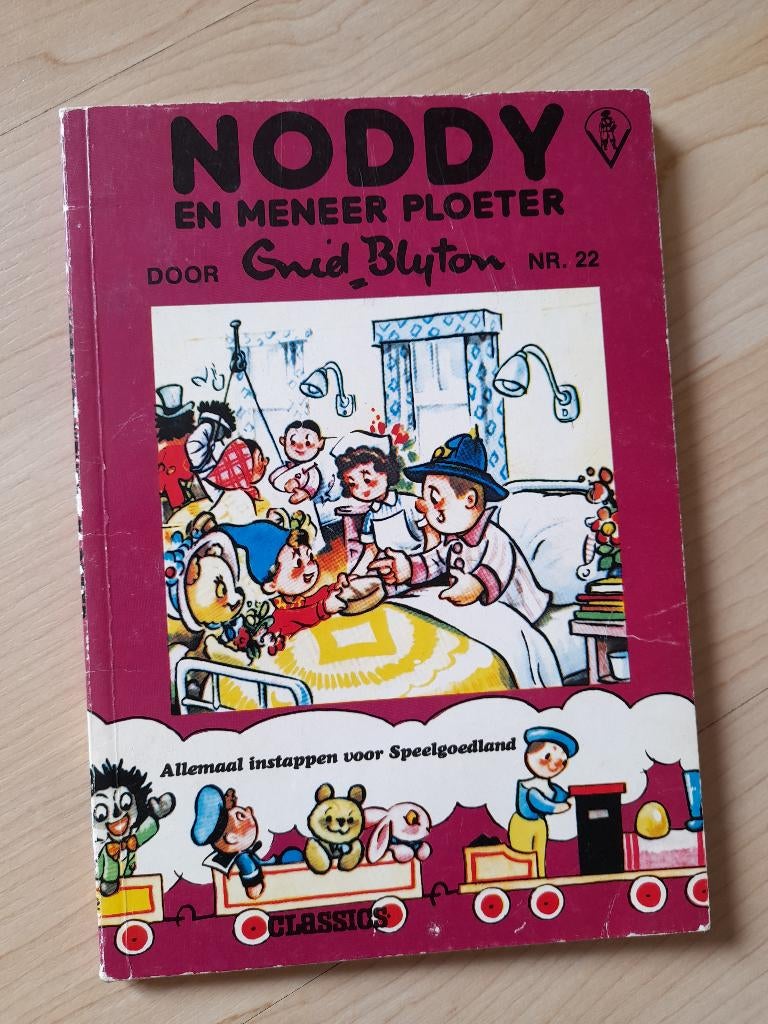 NODDY
EN MENEER PLOETER
DOOR Enid Blyton NR. 22
Allemaal instappen voor Speelgoedland
CLASSICS